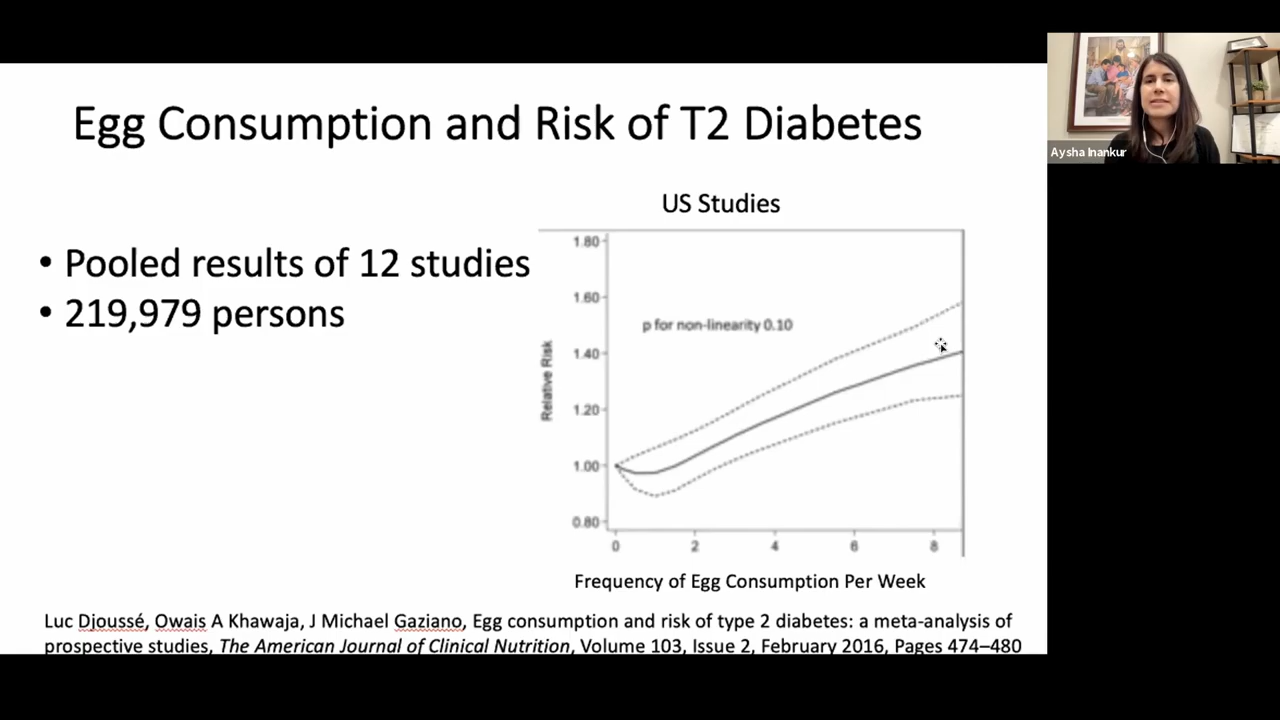 Egg Consumption and Risk of T2 Diabetes
Aysha Inankur
US Studies
• Pooled results of 12 studies
• 219,979 persons
1.80
1.60
1.40
1.20
1.00
0.80
Relative Risk
p for non-linearity 0.10
0 2 4 6 8
Frequency of Egg Consumption Per Week
Luc Djoussé, Owais A Khawaja, J Michael Gaziano, Egg consumption and risk of type 2 diabetes: a meta-analysis of
prospective studies, The American Journal of Clinical Nutrition, Volume 103, Issue 2, February 2016, Pages 474–480